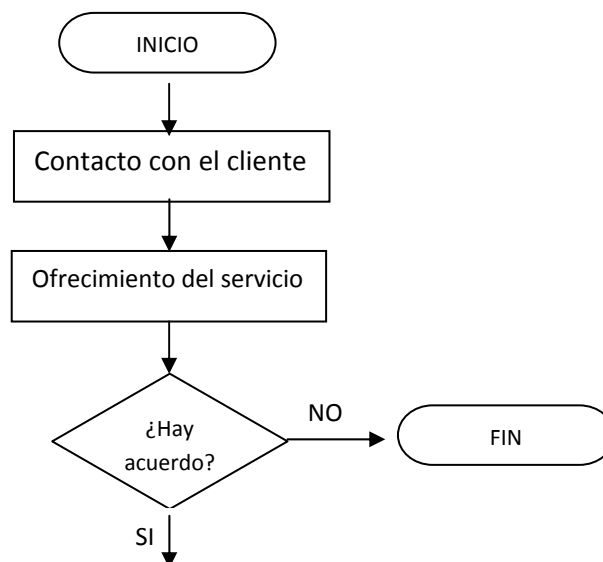 INICIO
Contacto con el cliente
Ofrecimiento del servicio
¿Hay
acuerdo?
NO
FIN
SI